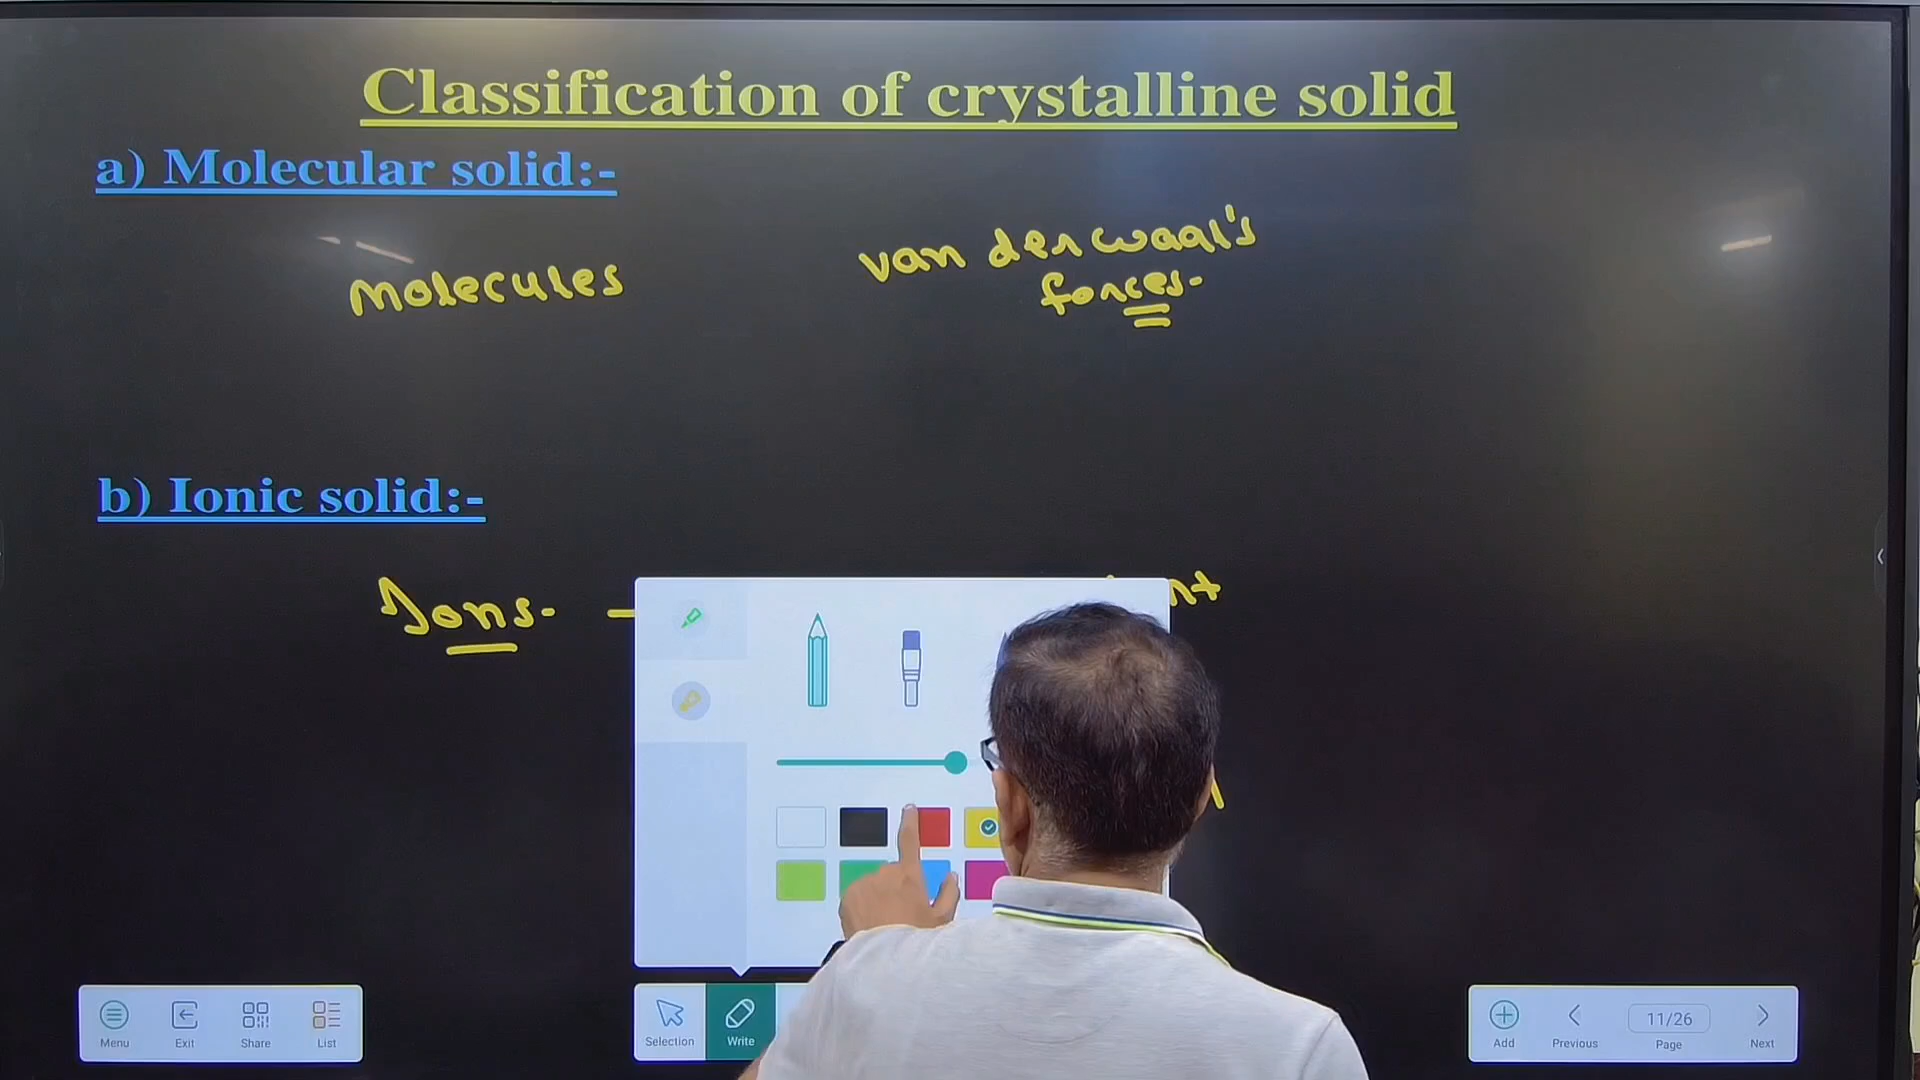 Classification of crystalline solid
a) Molecular solid:-
van der waal's
molecules
forces-
b) Ionic solid:-
Ions-
Menu
Exit
Share
List
Selection
Write
Add
Previous
11/26
Page
Next